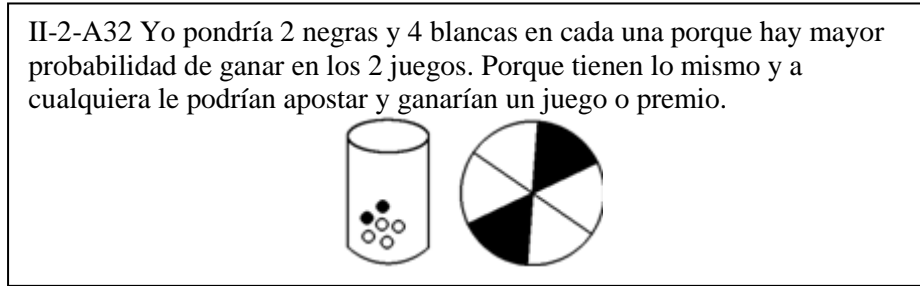 II-2-A32 Yo pondría 2 negras y 4 blancas en cada una porque hay mayor
probabilidad de ganar en los 2 juegos. Porque tienen lo mismo y a
cualquiera le podrían apostar y ganarían un juego o premio.